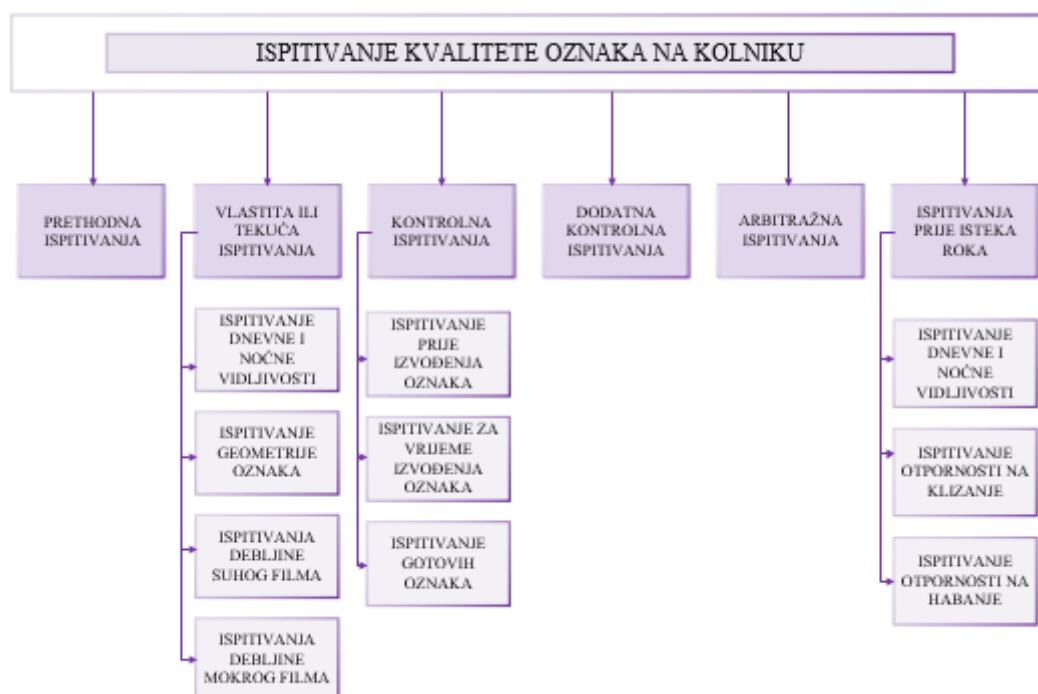 ISPITIVANJE KVALITETE OZNAKA NA KOLNIKU
PRETHODNA
ISPITIVANJA
VLASTITA ILI
TEKUĆA
ISPITIVANJA
ISPITIVANJE
DNEVNE I
NOĆNE
VIDLJIVOSTI
ISPITIVANJE
GEOMETRIJE
OZNAKA
ISPITIVANJA
DEBLJINE
SUHOG FILMA
ISPITIVANJA
DEBLJINE
MOKROG FILMA
KONTROLNA
ISPITIVANJA
ISPITIVANJE
PRIJE
IZVOĐENJA
OZNAKA
ISPITIVANJE ZA
VRIJEME
IZVOĐENJA
OZNAKA
ISPITIVANJE
GOTOVIH
OZNAKA
DODATNA
KONTROLNA
ISPITIVANJA
ARBITRAŽNA
ISPITIVANJA
ISPITIVANJA
PRIJE ISTEKA
ROKA
ISPITIVANJE
DNEVNE I
NOĆNE
VIDLJIVOSTI
ISPITIVANJE
OTPORNOSTI NA
KLIZANJE
ISPITIVANJE
OTPORNOSTI NA
HABANJE